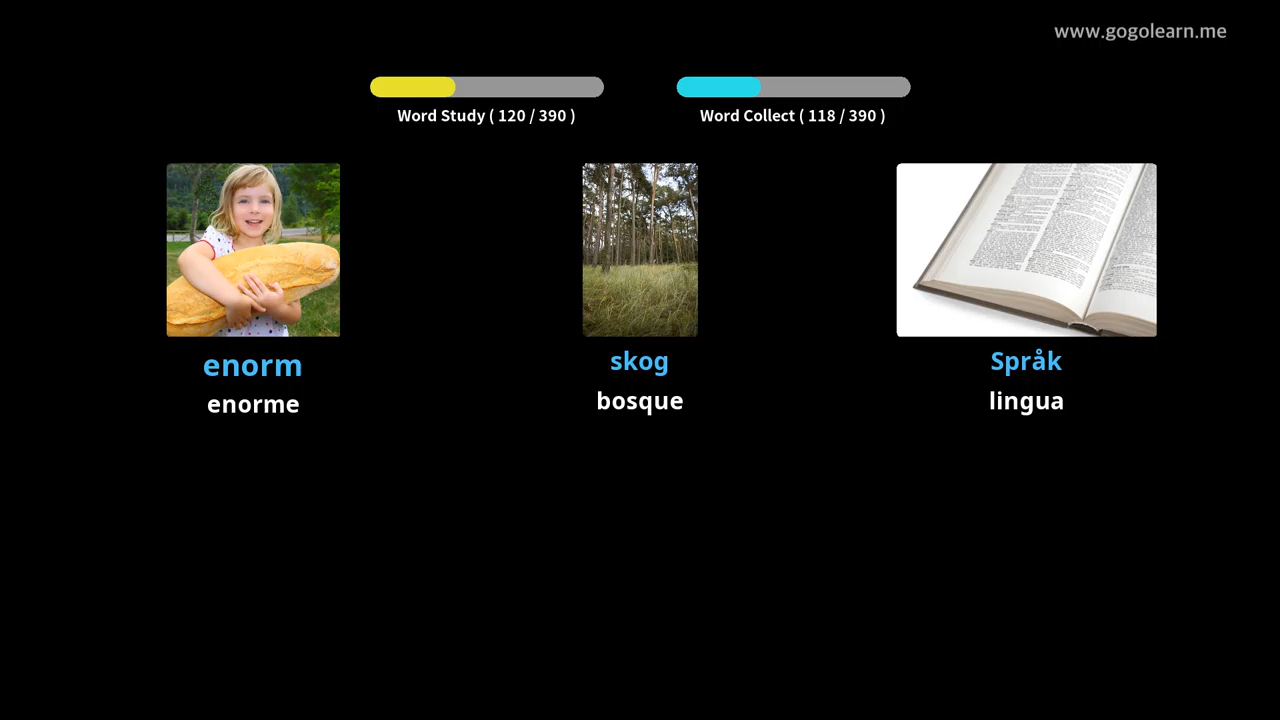 www.gogolearn.me
Word Study ( 120 / 390 )
Word Collect ( 118 / 390 )
enorm
enorme
skog
bosque
Språk
lingua